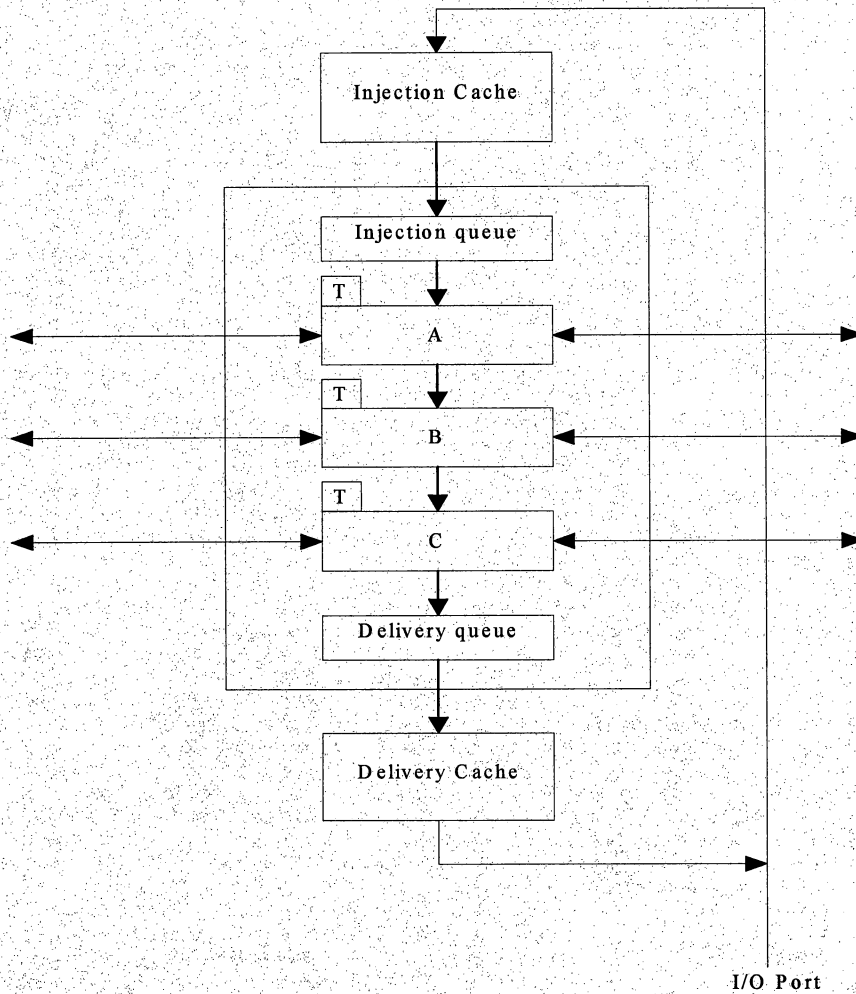 Injection Cache
Injection queue
T
A
T
B
T
C
Delivery queue
Delivery Cache
I/O Port